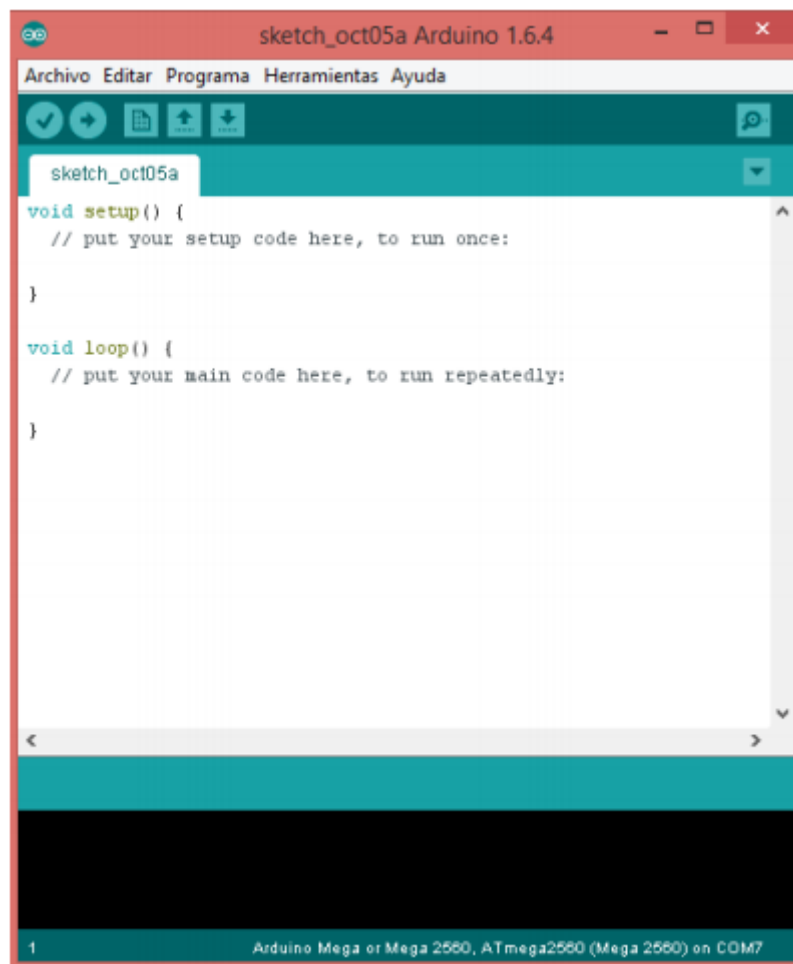 sketch_oct05a Arduino 1.6.4
Archivo Editar Programa Herramientas Ayuda
sketch_oct05a
void setup() {
// put your setup code here, to run once:
}
void loop() {
// put your main code here, to run repeatedly:
}
1 Arduino Mega or Mega 2560, ATmega2560 (Mega 2560) on COM7